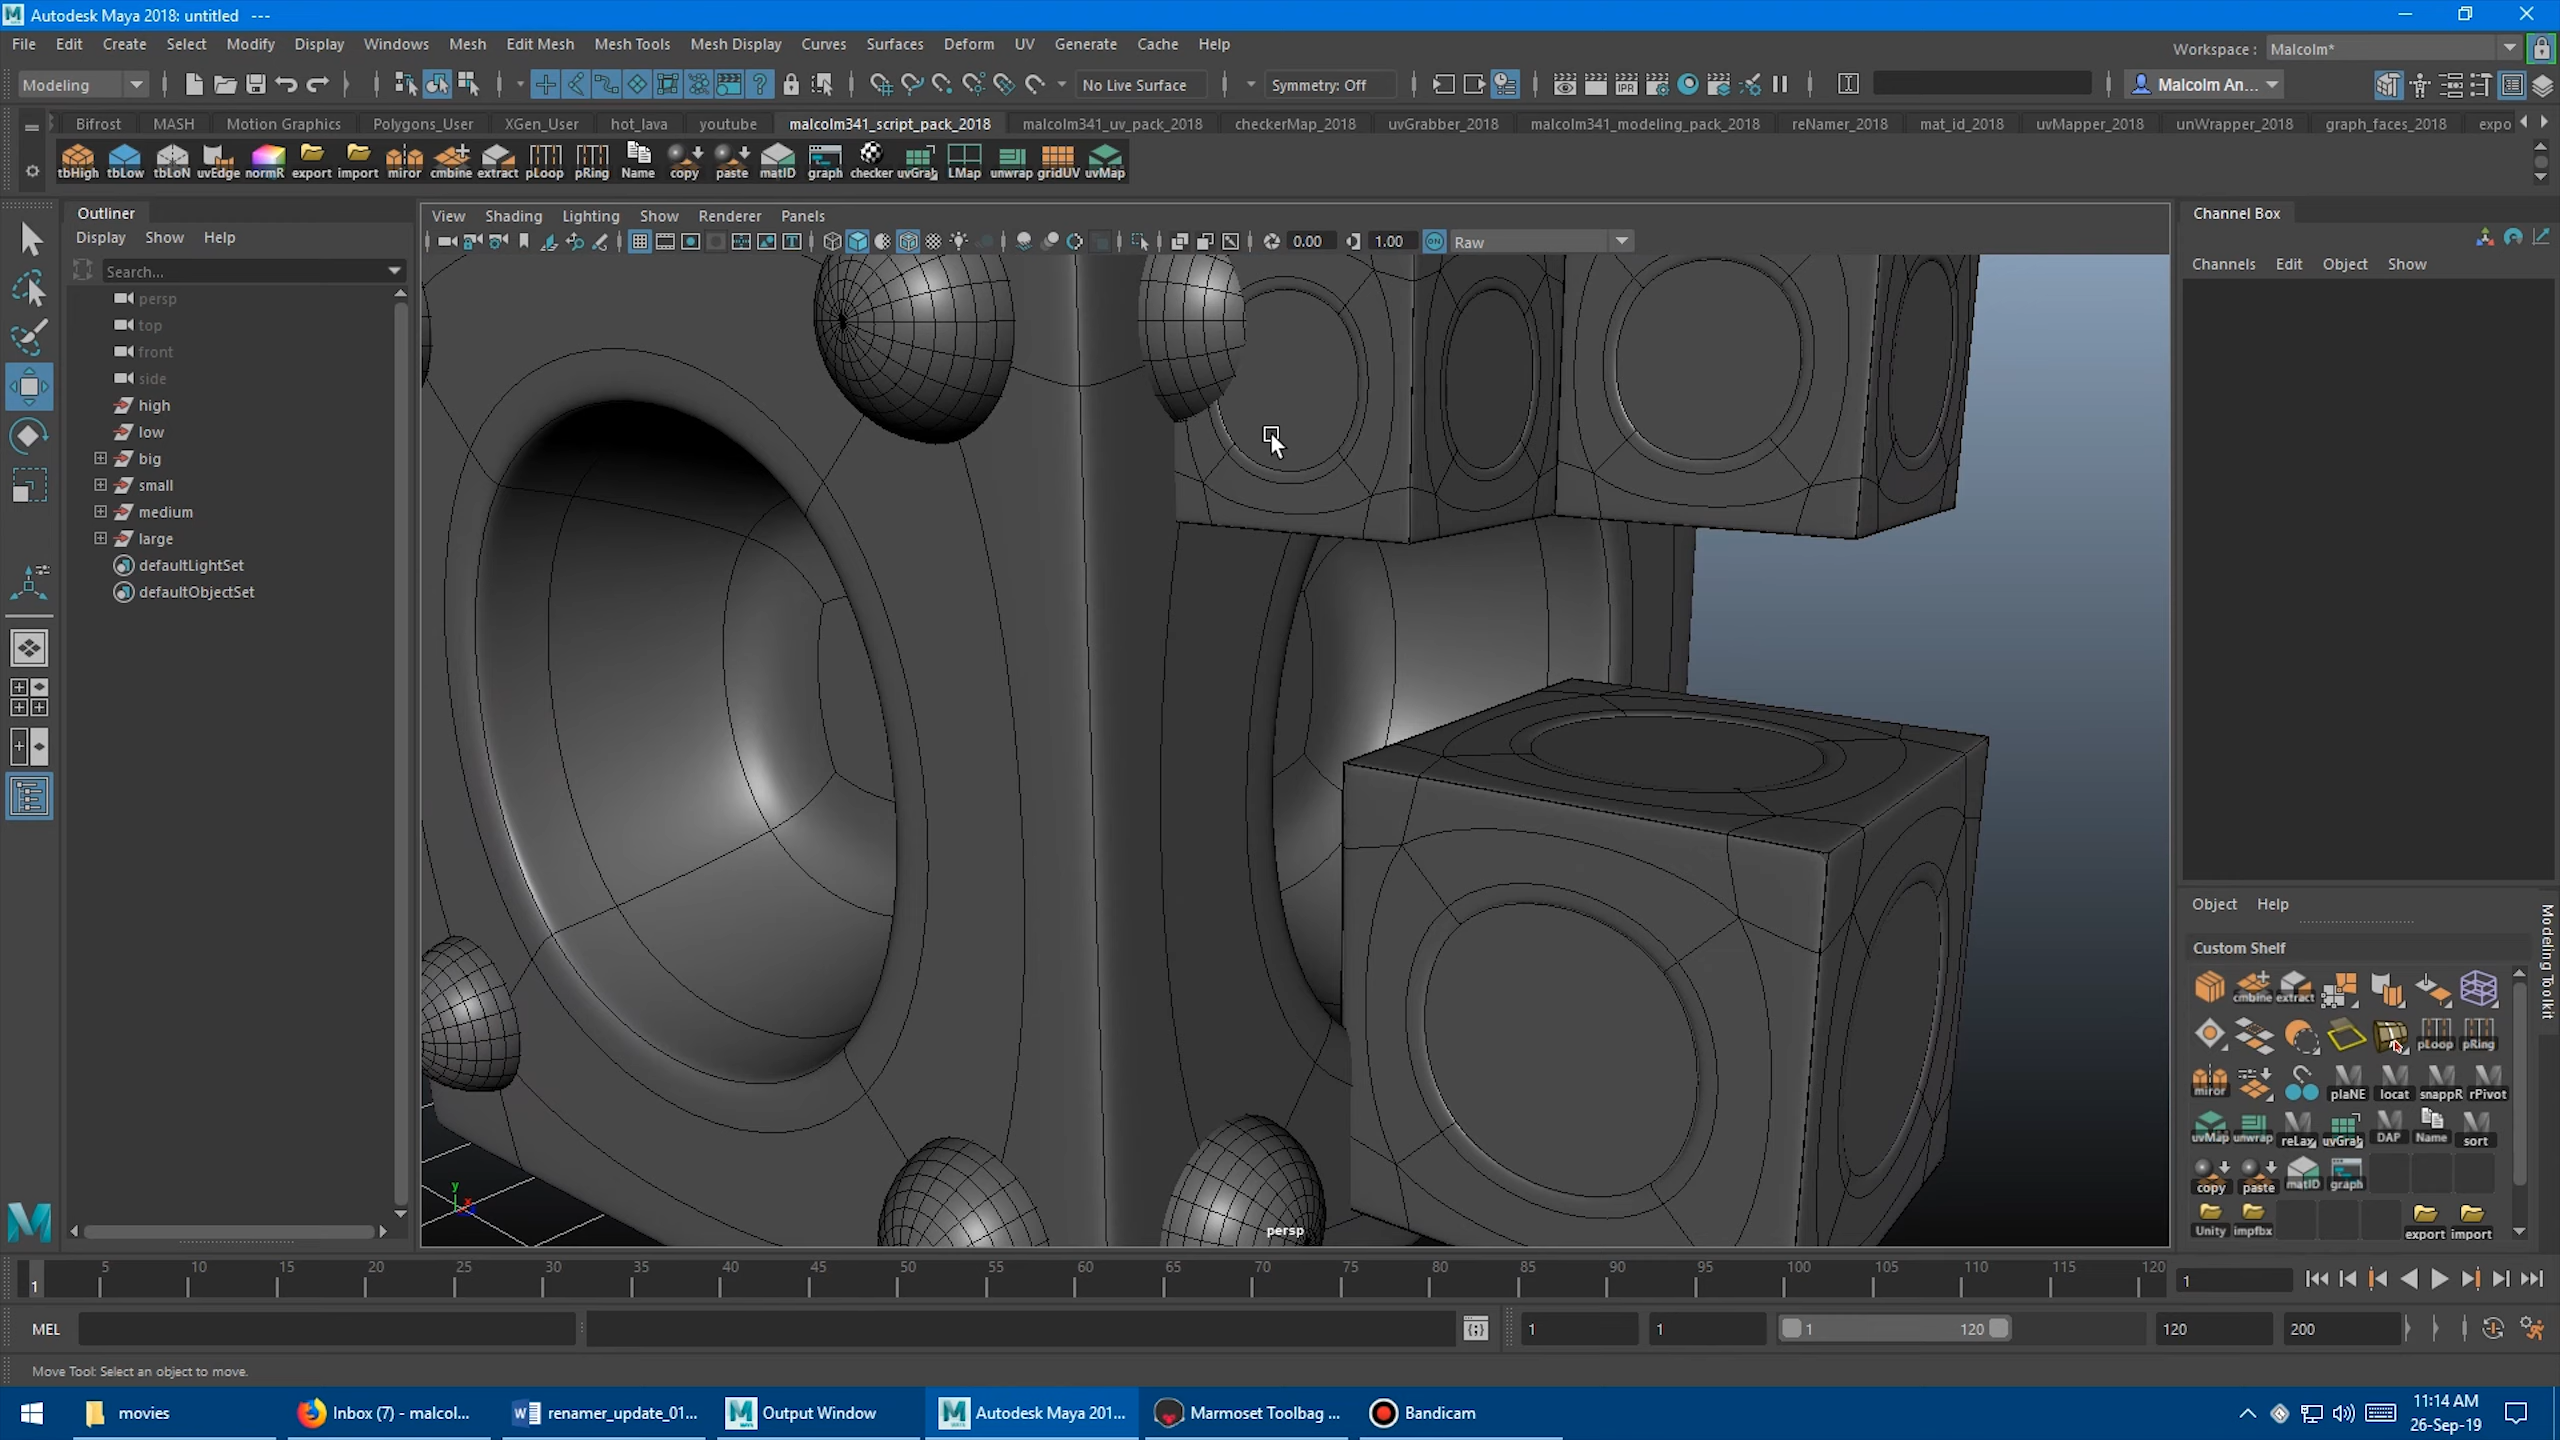 Autodesk Maya 2018: untitled   ---
File Edit Create Select Modify Display Windows Mesh Edit Mesh Mesh Tools Mesh Display Curves Surfaces Deform UV Generate Cache Help
Workspace : Malcolm*
Modeling
No Live Surface
Symmetry: Off
IPR
Malcolm An...
Bifrost MASH Motion Graphics Polygons_User XGen_User hot_lava youtube malcolm341_script_pack_2018 malcolm341_uv_pack_2018 checkerMap_2018 uvGrabber_2018 malcolm341_modeling_pack_2018 reNamer_2018 mat_id_2018 uvMapper_2018 unWrapper_2018 graph_faces_2018 expo
tbHigh tbLow tbLoN uvEdge normR export import miror cmbine extract pLoop pRing Name copy paste matID graph checker uvGrab LMap unwrap gridUV uvMap
Outliner
Display Show Help
Search...
persp
top
front
side
high
low
big
small
medium
large
defaultLightSet
defaultObjectSet
View Shading Lighting Show Renderer Panels
0.00 1.00 ON Raw
y
x
persp
Channel Box
Channels Edit Object Show
Object Help
Custom Shelf
Modeling Toolkit
cmbine extract
pLoop pRing
miror plaNE locat snappR rPivot
uvMap unwrap reLax uvGrab DAP Name sort
copy paste matID graph
Unity impfbx export import
1 5 10 15 20 25 30 35 40 45 50 55 60 65 70 75 80 85 90 95 100 105 110 115 120
1
MEL
1 1 1 120 120 200
Move Tool: Select an object to move.
movies
Inbox (7) - malcol...
renamer_update_01...
Output Window
Autodesk Maya 201...
Marmoset Toolbag ...
Bandicam
11:14 AM
26-Sep-19